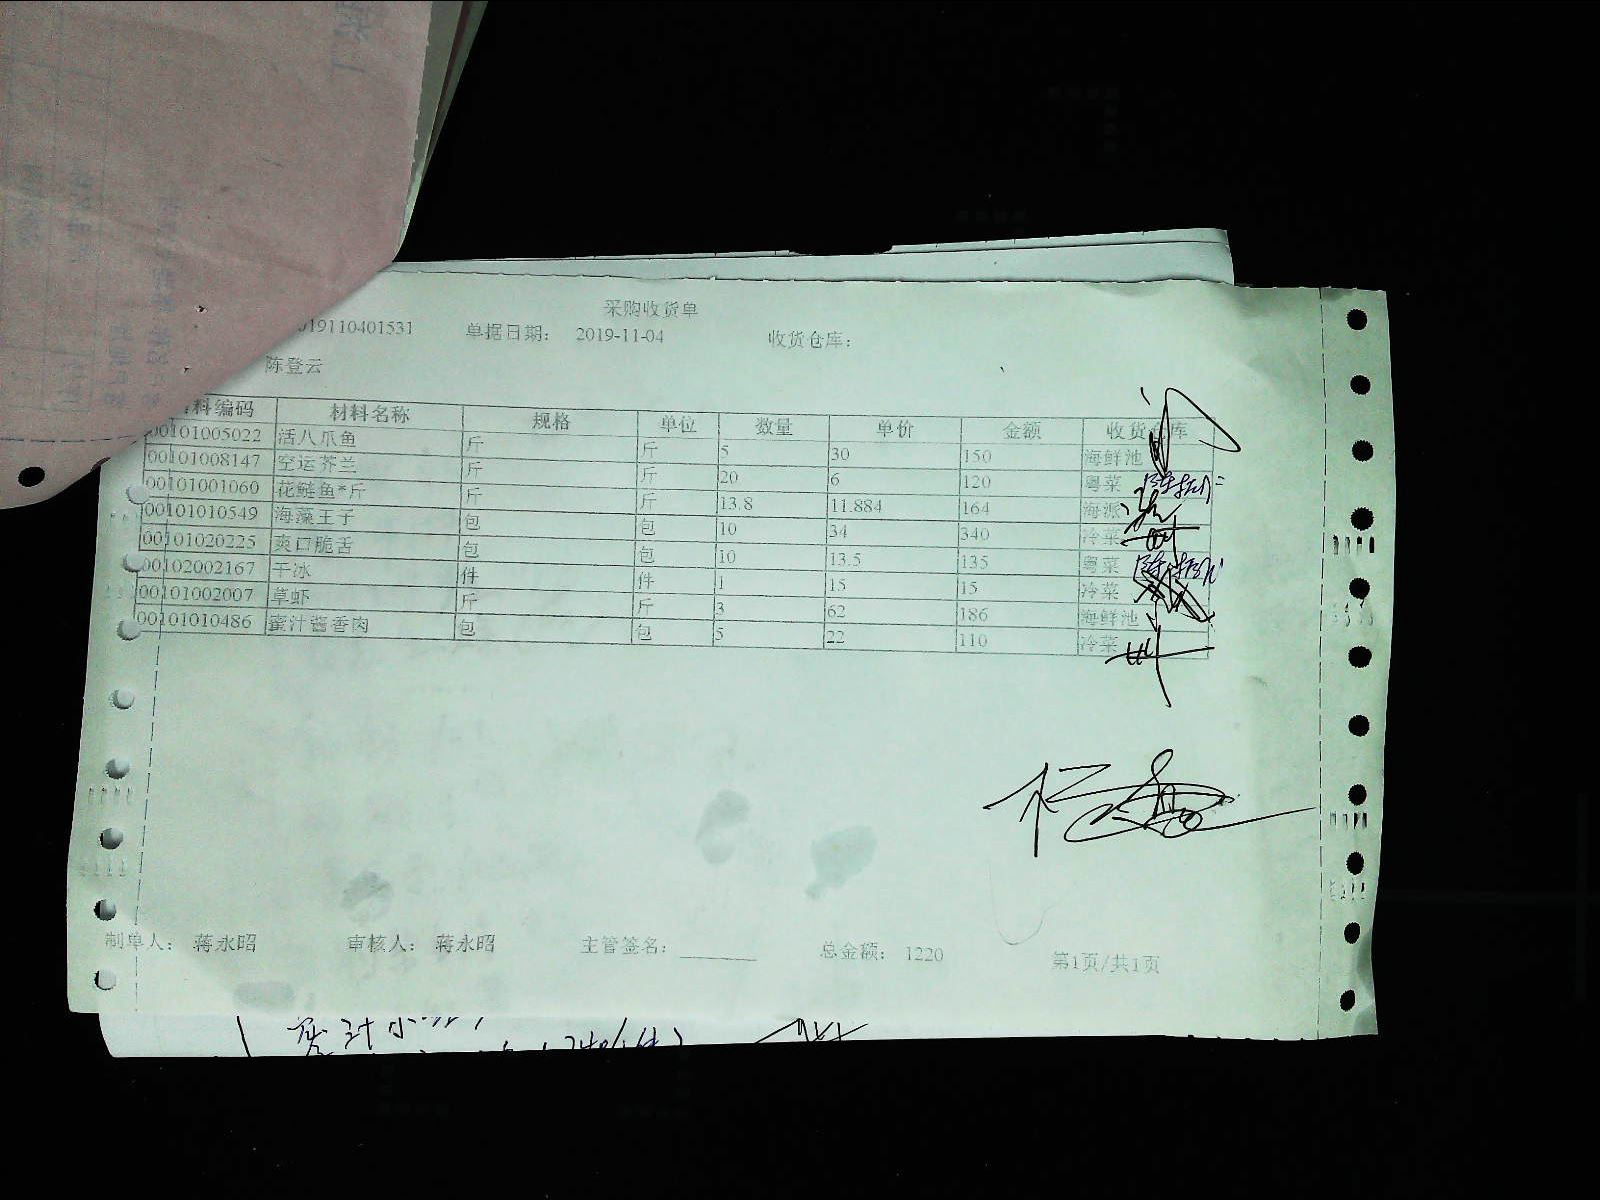 采购收货单
019110401531 单据日期: 2019-11-04 收货仓库:
陈登云
料编码 材料名称 规格 单位 数量 单价 金额 收货仓库
00101005022 活八爪鱼 斤 斤 5 30 150 海鲜池
00101008147 空运芥兰 斤 斤 20 6 120 粤菜
00101001060 花鲢鱼*斤 斤 斤 13.8 11.884 164 海派
00101010549 海藻王子 包 包 10 34 340 冷菜
00101020225 爽口脆舌 包 包 10 13.5 135 粤菜
00102002167 干冰 件 件 1 15 15 冷菜
00101002007 草虾 斤 斤 3 62 186 海鲜池
00101010486 蜜汁酱香肉 包 包 5 22 110 冷菜
制单人: 蒋永昭 审核人: 蒋永昭 主管签名: 总金额: 1220 第1页/共1页